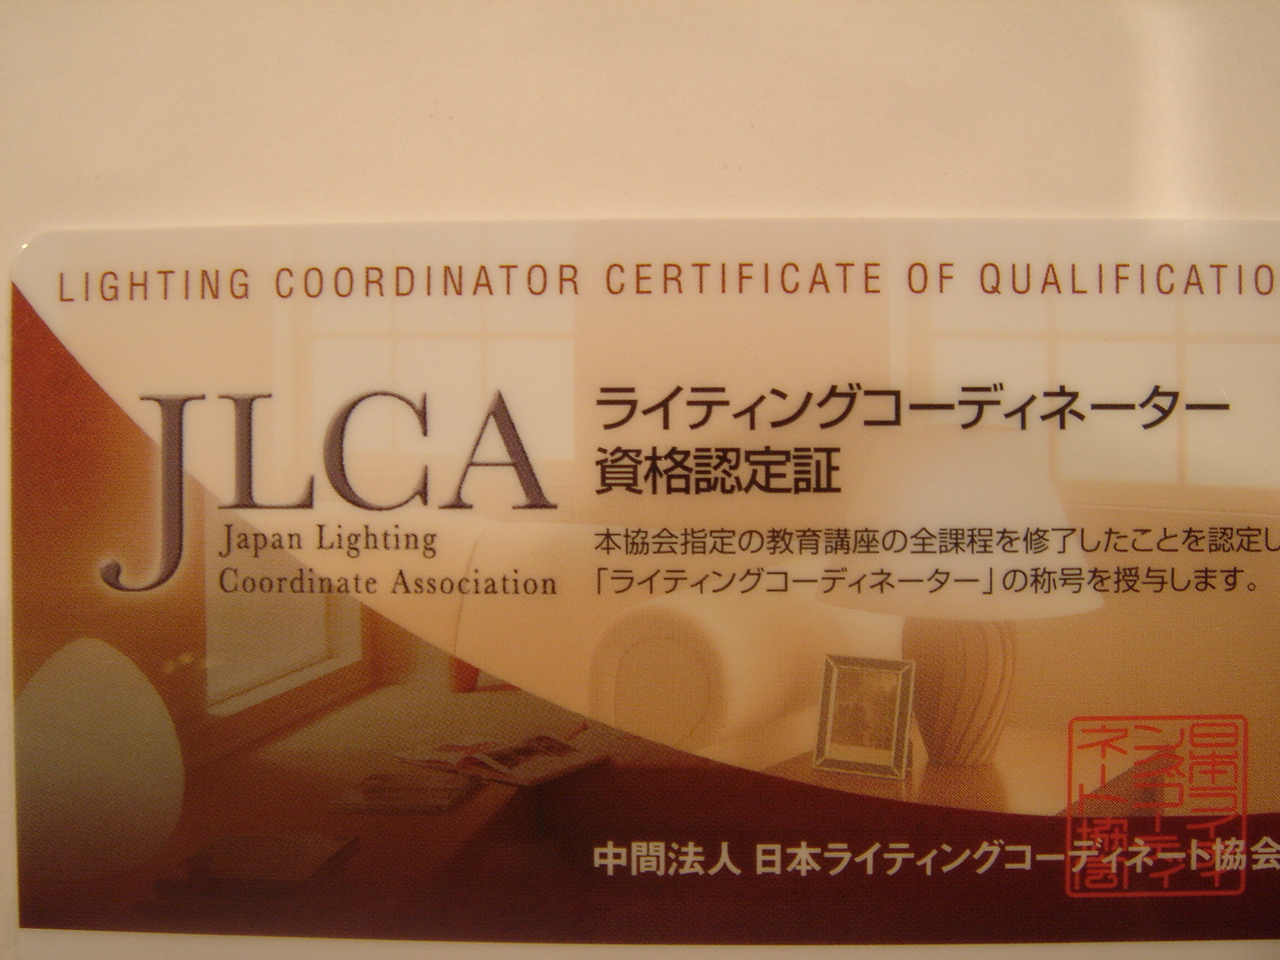 LIGHTING COORDINATOR CERTIFICATE OF QUALIFICATIO
JLCA
Japan Lighting
Coordinate Association
ライティングコーディネーター
資格認定証
本協会指定の教育講座の全課程を修了したことを認定し
「ライティングコーディネーター」の称号を授与します。
中間法人 日本ライティングコーディネート協会